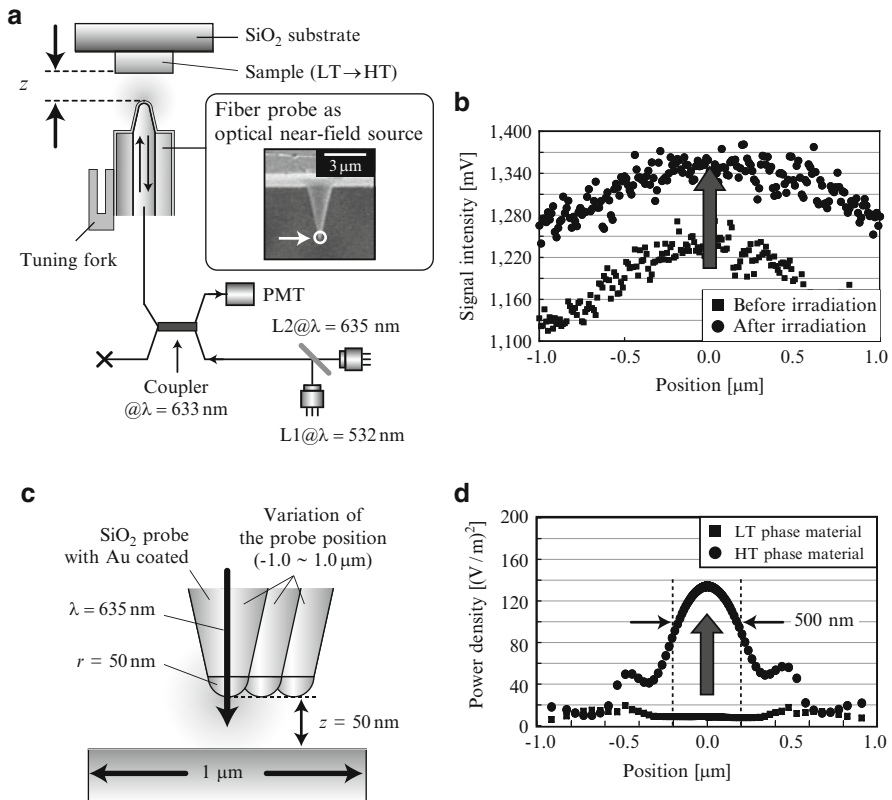 a
SiO2 substrate
Sample (LT→HT)
z
Fiber probe as
optical near-field source
3 μm
Tuning fork
PMT
L2@λ = 635 nm
Coupler
@λ = 633 nm
L1@λ = 532 nm
b
Signal intensity [mV]
1,400
1,340
1,280
1,220
1,160
1,100
Before irradiation
After irradiation
-1.0
-0.5
0.0
0.5
1.0
Position [μm]
c
SiO2 probe
with Au coated
Variation of
the probe position
(-1.0 ~ 1.0 μm)
λ = 635 nm
r = 50 nm
z = 50 nm
1 μm
d
Power density [(V/m)2]
200
160
120
80
40
0
LT phase material
HT phase material
500 nm
-1.0
-0.5
0.0
0.5
1.0
Position [μm]